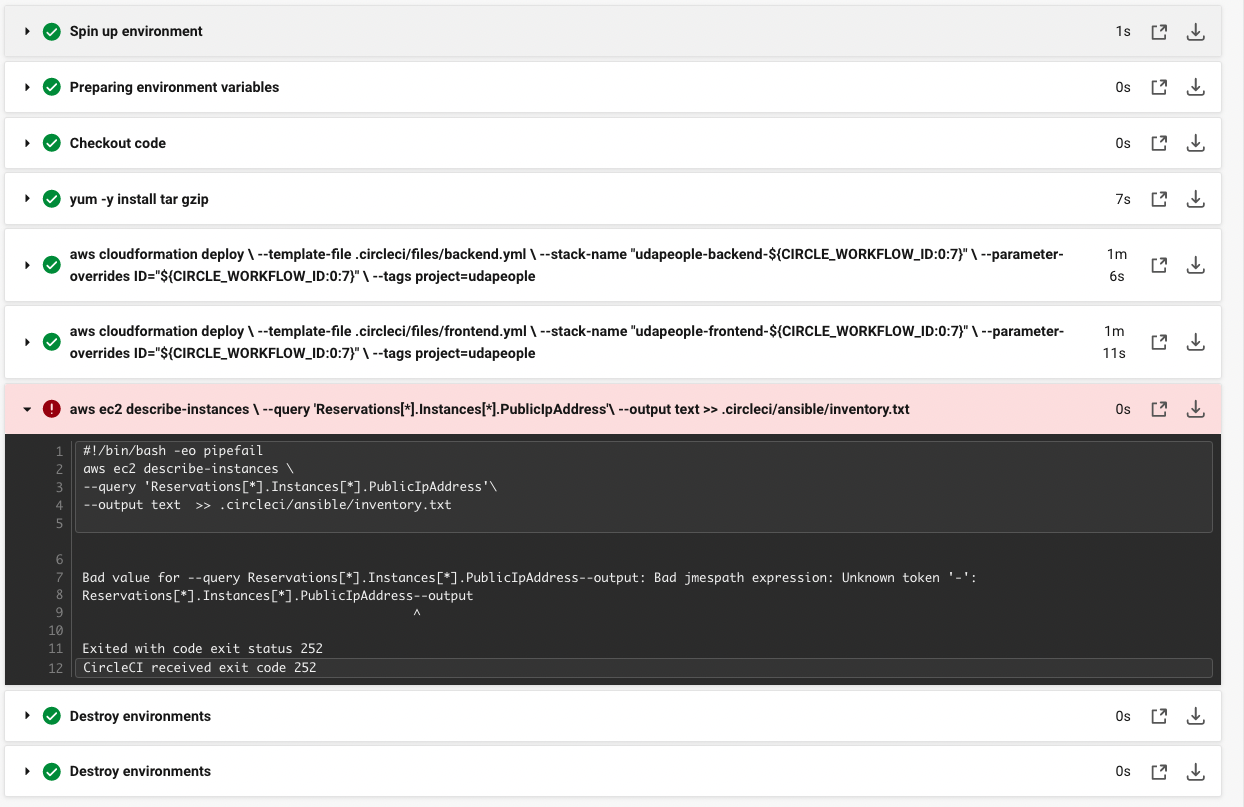 Spin up environment 1s
Preparing environment variables 0s
Checkout code 0s
yum -y install tar gzip 7s
aws cloudformation deploy \ --template-file .circleci/files/backend.yml \ --stack-name "udapeople-backend-${CIRCLE_WORKFLOW_ID:0:7}" \ --parameter- 1m
overrides ID="${CIRCLE_WORKFLOW_ID:0:7}" \ --tags project=udapeople 6s
aws cloudformation deploy \ --template-file .circleci/files/frontend.yml \ --stack-name "udapeople-frontend-${CIRCLE_WORKFLOW_ID:0:7}" \ --parameter- 1m
overrides ID="${CIRCLE_WORKFLOW_ID:0:7}" \ --tags project=udapeople 11s
aws ec2 describe-instances \ --query 'Reservations[*].Instances[*].PublicIpAddress'\ --output text >> .circleci/ansible/inventory.txt 0s
1 #!/bin/bash -eo pipefail
2 aws ec2 describe-instances \
3 --query 'Reservations[*].Instances[*].PublicIpAddress'\
4 --output text  >> .circleci/ansible/inventory.txt
5
6
7 Bad value for --query Reservations[*].Instances[*].PublicIpAddress--output: Bad jmespath expression: Unknown token '-':
8 Reservations[*].Instances[*].PublicIpAddress--output
9 ^
10
11 Exited with code exit status 252
12 CircleCI received exit code 252
Destroy environments 0s
Destroy environments 0s